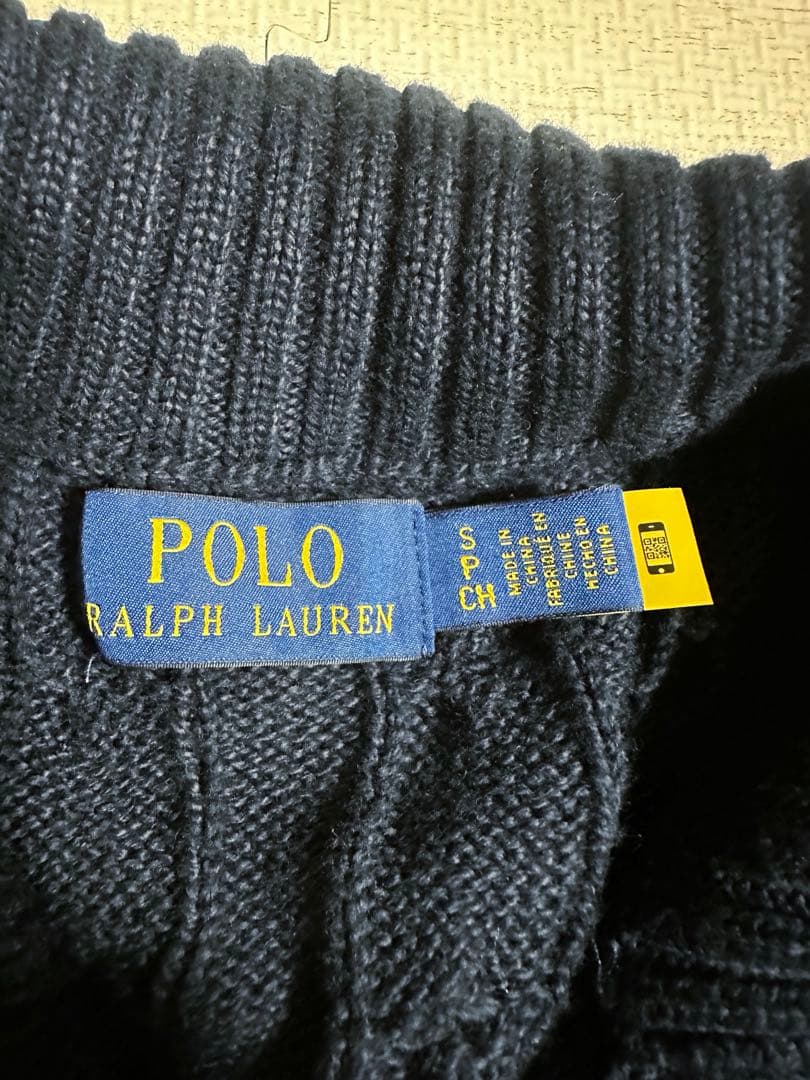 POLO
RALPH LAUREN
S
P
CH
MADE IN
CHINA
FABRIQUÉ EN
CHINE
HECHO EN
CHINA